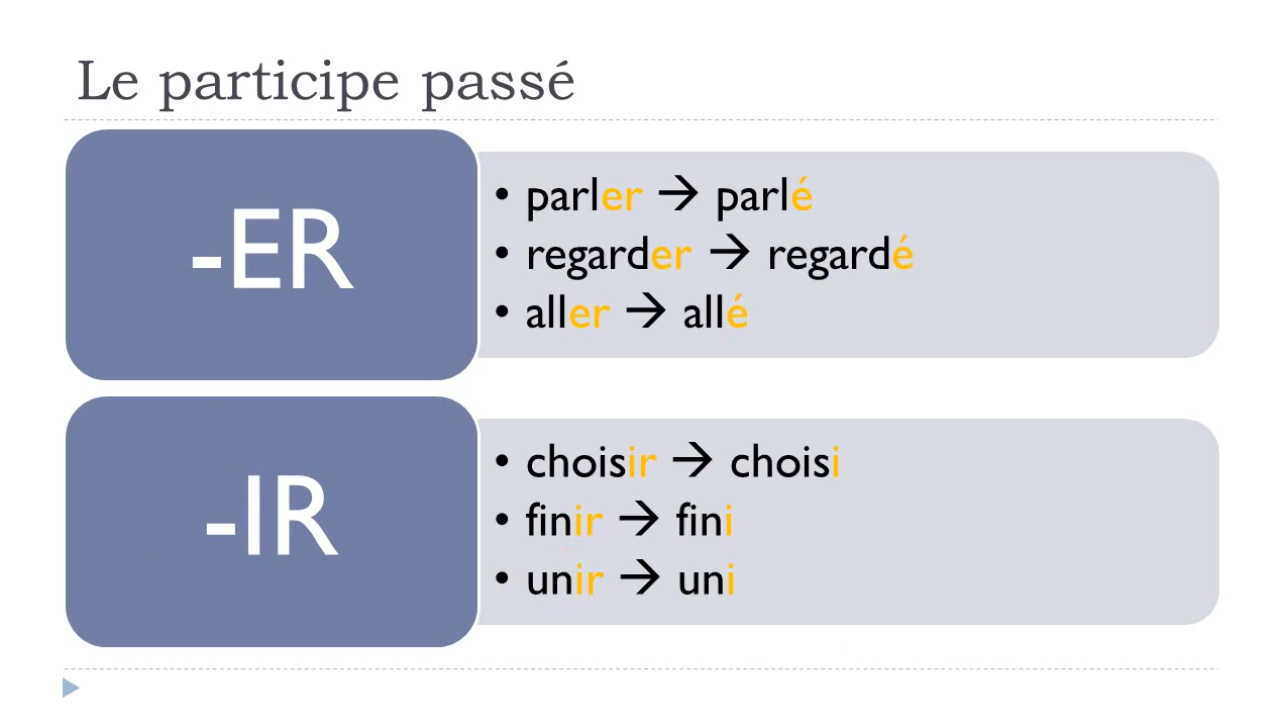 Le participe passé
-ER
• parler → parlé
• regarder → regardé
• aller → allé
-IR
• choisir → choisi
• finir → fini
• unir → uni